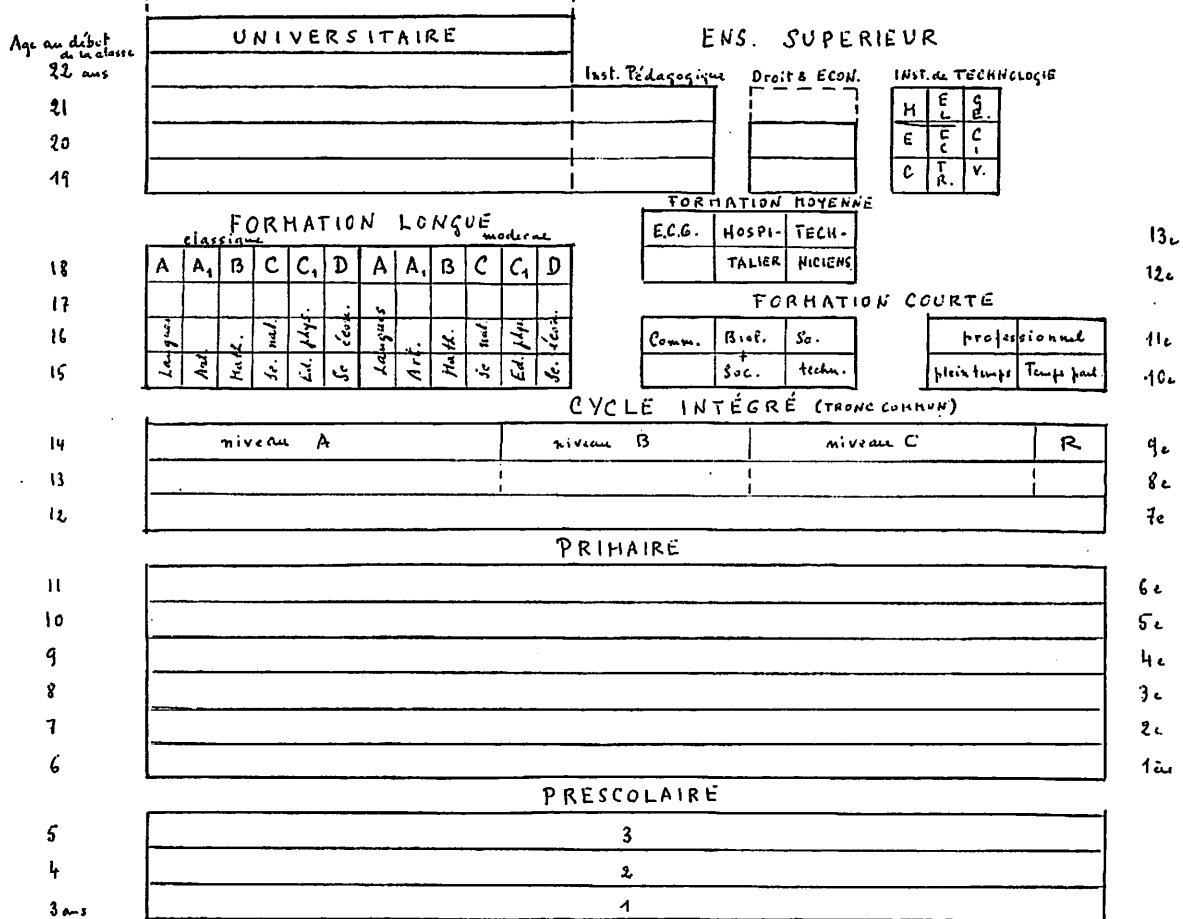 Age au début
de la classe
UNIVERSITAIRE
ENS. SUPERIEUR
22 ans
Inst. Pédagogique
Droit & ECON.
INST. de TECHNOLOGIE
21
MEC
ELECTR.
GE. CIV.
20
19
FORMATION MOYENNE
FORMATION LONGUE
classique
moderne
E.C.G.
HOSPI-
TECH-
13e
18
A
A1
B
C
C1
D
A
A1
B
C
C1
D
TALIER
NICIENS
12e
17
FORMATION COURTE
16
Langues
Art.
Math.
Sc. nat.
Ed. phys.
Sc écon.
Langues
Art.
Math.
Sc nat.
Ed. phy.
Sc. écon.
Comm.
Biol.
Sc.
professionnel
11e
15
+
Soc.
techn.
plein temps
Temps part.
10e
CYCLE INTÉGRÉ (TRONC COMMUN)
14
niveau A
niveau B
niveau C
R
9e
13
8e
12
7e
PRIMAIRE
11
6e
10
5e
9
4e
8
3e
7
2e
6
1ère
PRESCOLAIRE
5
3
4
2
3 ans
1